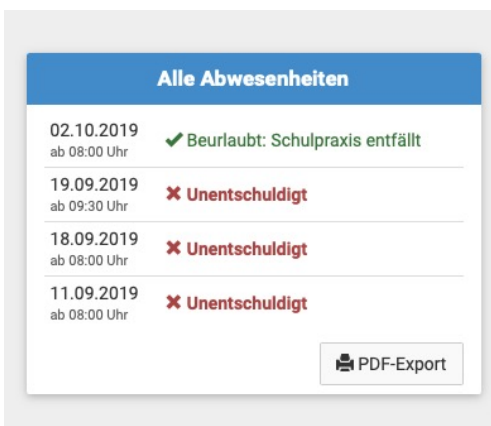 Alle Abwesenheiten
02.10.2019
ab 08:00 Uhr
Beurlaubt: Schulpraxis entfällt
19.09.2019
ab 09:30 Uhr
Unentschuldigt
18.09.2019
ab 08:00 Uhr
Unentschuldigt
11.09.2019
ab 08:00 Uhr
Unentschuldigt
PDF-Export